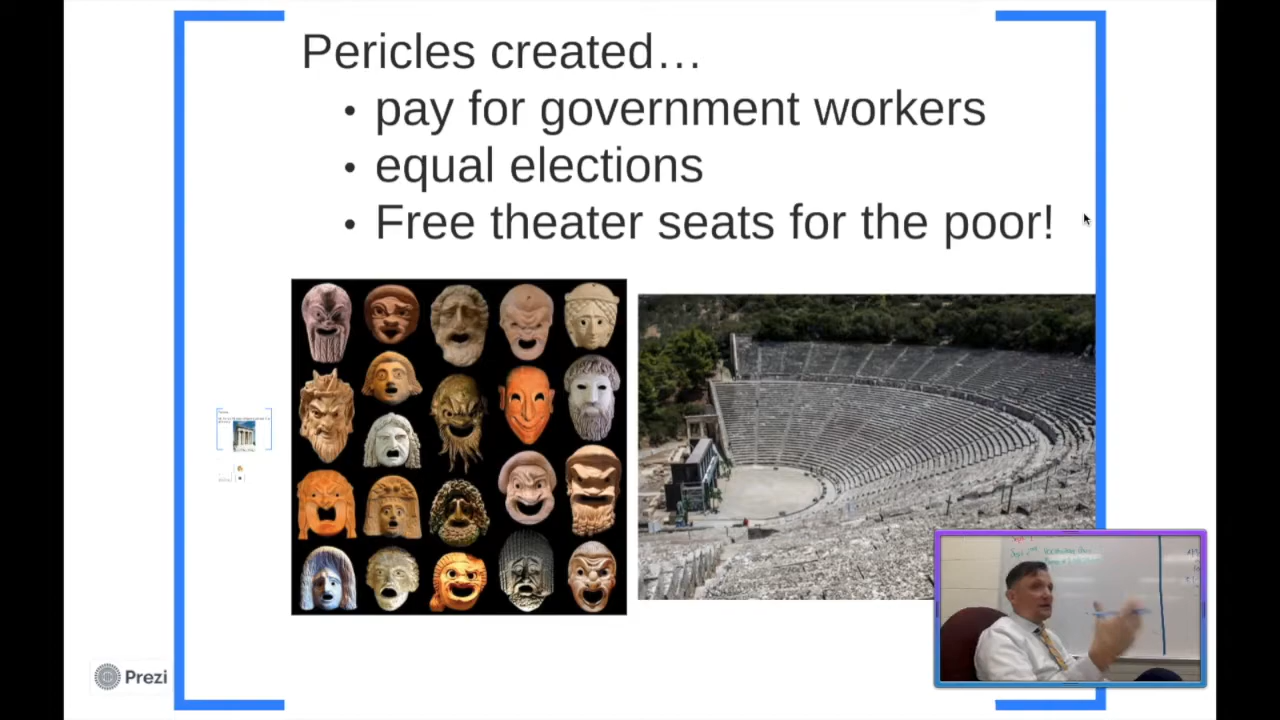 Pericles created…
• pay for government workers
• equal elections
• Free theater seats for the poor!
Prezi